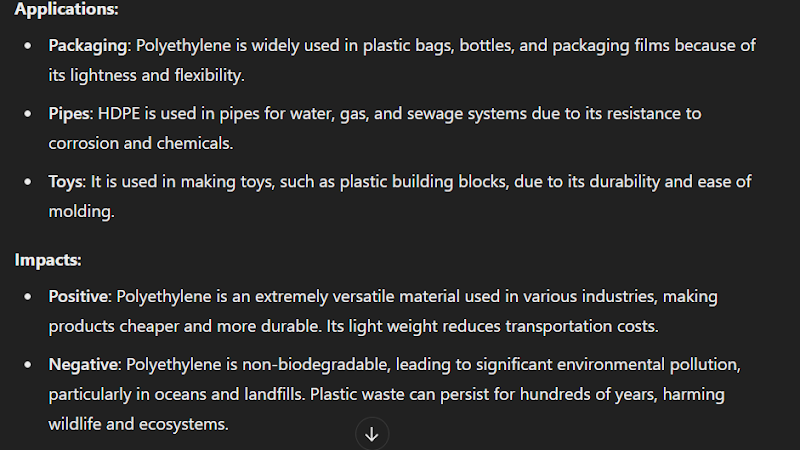 Applications:
• Packaging: Polyethylene is widely used in plastic bags, bottles, and packaging films because of
its lightness and flexibility.
• Pipes: HDPE is used in pipes for water, gas, and sewage systems due to its resistance to
corrosion and chemicals.
• Toys: It is used in making toys, such as plastic building blocks, due to its durability and ease of
molding.
Impacts:
• Positive: Polyethylene is an extremely versatile material used in various industries, making
products cheaper and more durable. Its light weight reduces transportation costs.
• Negative: Polyethylene is non-biodegradable, leading to significant environmental pollution,
particularly in oceans and landfills. Plastic waste can persist for hundreds of years, harming
wildlife and ecosystems.